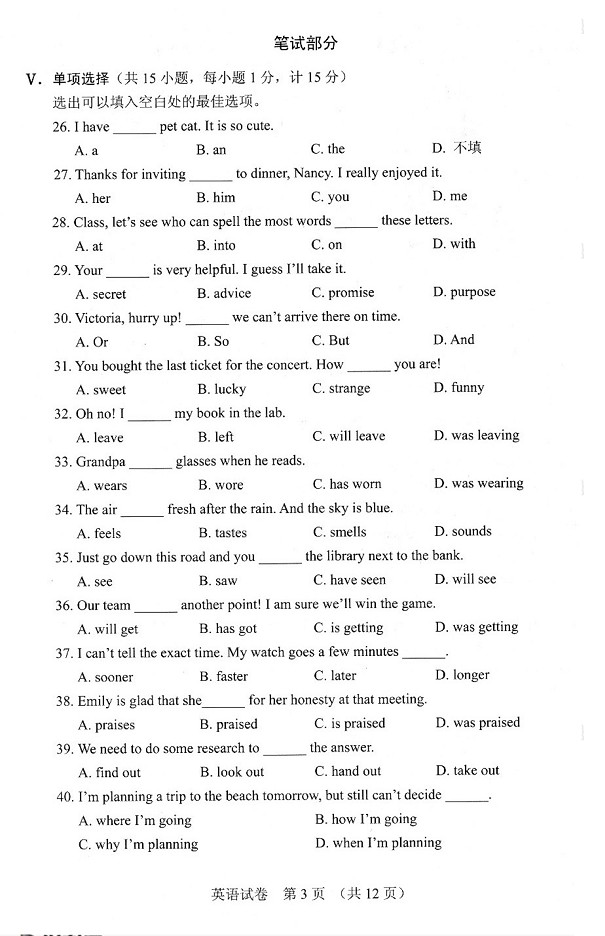 笔试部分
Ⅴ. 单项选择（共 15 小题，每小题 1 分，计 15 分）
选出可以填入空白处的最佳选项。
26. I have ______ pet cat. It is so cute.
A. a B. an C. the D. 不填
27. Thanks for inviting ______ to dinner, Nancy. I really enjoyed it.
A. her B. him C. you D. me
28. Class, let's see who can spell the most words ______ these letters.
A. at B. into C. on D. with
29. Your ______ is very helpful. I guess I'll take it.
A. secret B. advice C. promise D. purpose
30. Victoria, hurry up! ______ we can't arrive there on time.
A. Or B. So C. But D. And
31. You bought the last ticket for the concert. How ______ you are!
A. sweet B. lucky C. strange D. funny
32. Oh no! I ______ my book in the lab.
A. leave B. left C. will leave D. was leaving
33. Grandpa ______ glasses when he reads.
A. wears B. wore C. has worn D. was wearing
34. The air ______ fresh after the rain. And the sky is blue.
A. feels B. tastes C. smells D. sounds
35. Just go down this road and you ______ the library next to the bank.
A. see B. saw C. have seen D. will see
36. Our team ______ another point! I am sure we'll win the game.
A. will get B. has got C. is getting D. was getting
37. I can't tell the exact time. My watch goes a few minutes ______.
A. sooner B. faster C. later D. longer
38. Emily is glad that she______ for her honesty at that meeting.
A. praises B. praised C. is praised D. was praised
39. We need to do some research to ______ the answer.
A. find out B. look out C. hand out D. take out
40. I'm planning a trip to the beach tomorrow, but still can't decide ______.
A. where I'm going B. how I'm going
C. why I'm planning D. when I'm planning
英语试卷 第 3 页 （共 12 页）